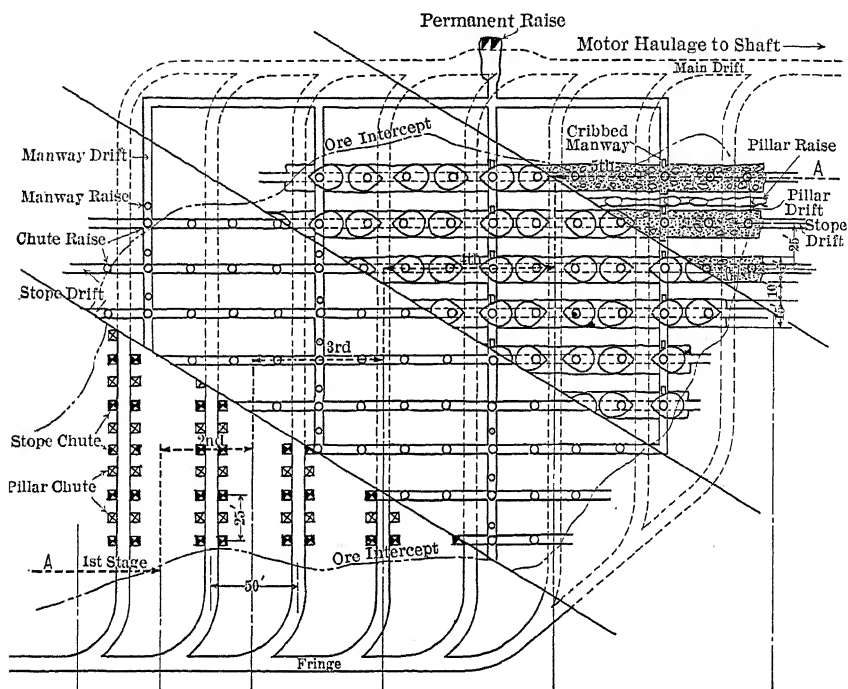 Permanent Raise
Motor Haulage to Shaft
Main Drift
Ore Intercept
Cribbed
Manway
5th
Pillar Raise
A
Manway Drift
Manway Raise
Pillar
Drift
Stope
Drift
25'
Chute Raise
Stope Drift
4th
10'
15'
3rd
Stope Chute
2nd
Pillar Chute
25'
A
1st Stage
Ore Intercept
50'
Fringe